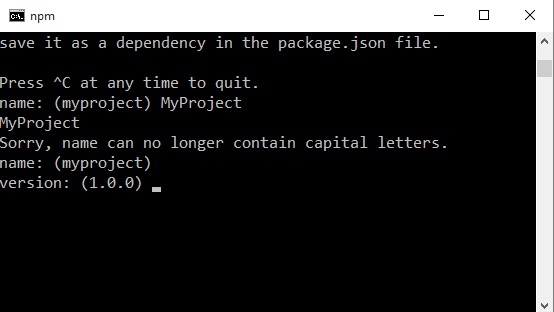 npm
save it as a dependency in the package.json file.
Press ^C at any time to quit.
name: (myproject) MyProject
MyProject
Sorry, name can no longer contain capital letters.
name: (myproject)
version: (1.0.0)